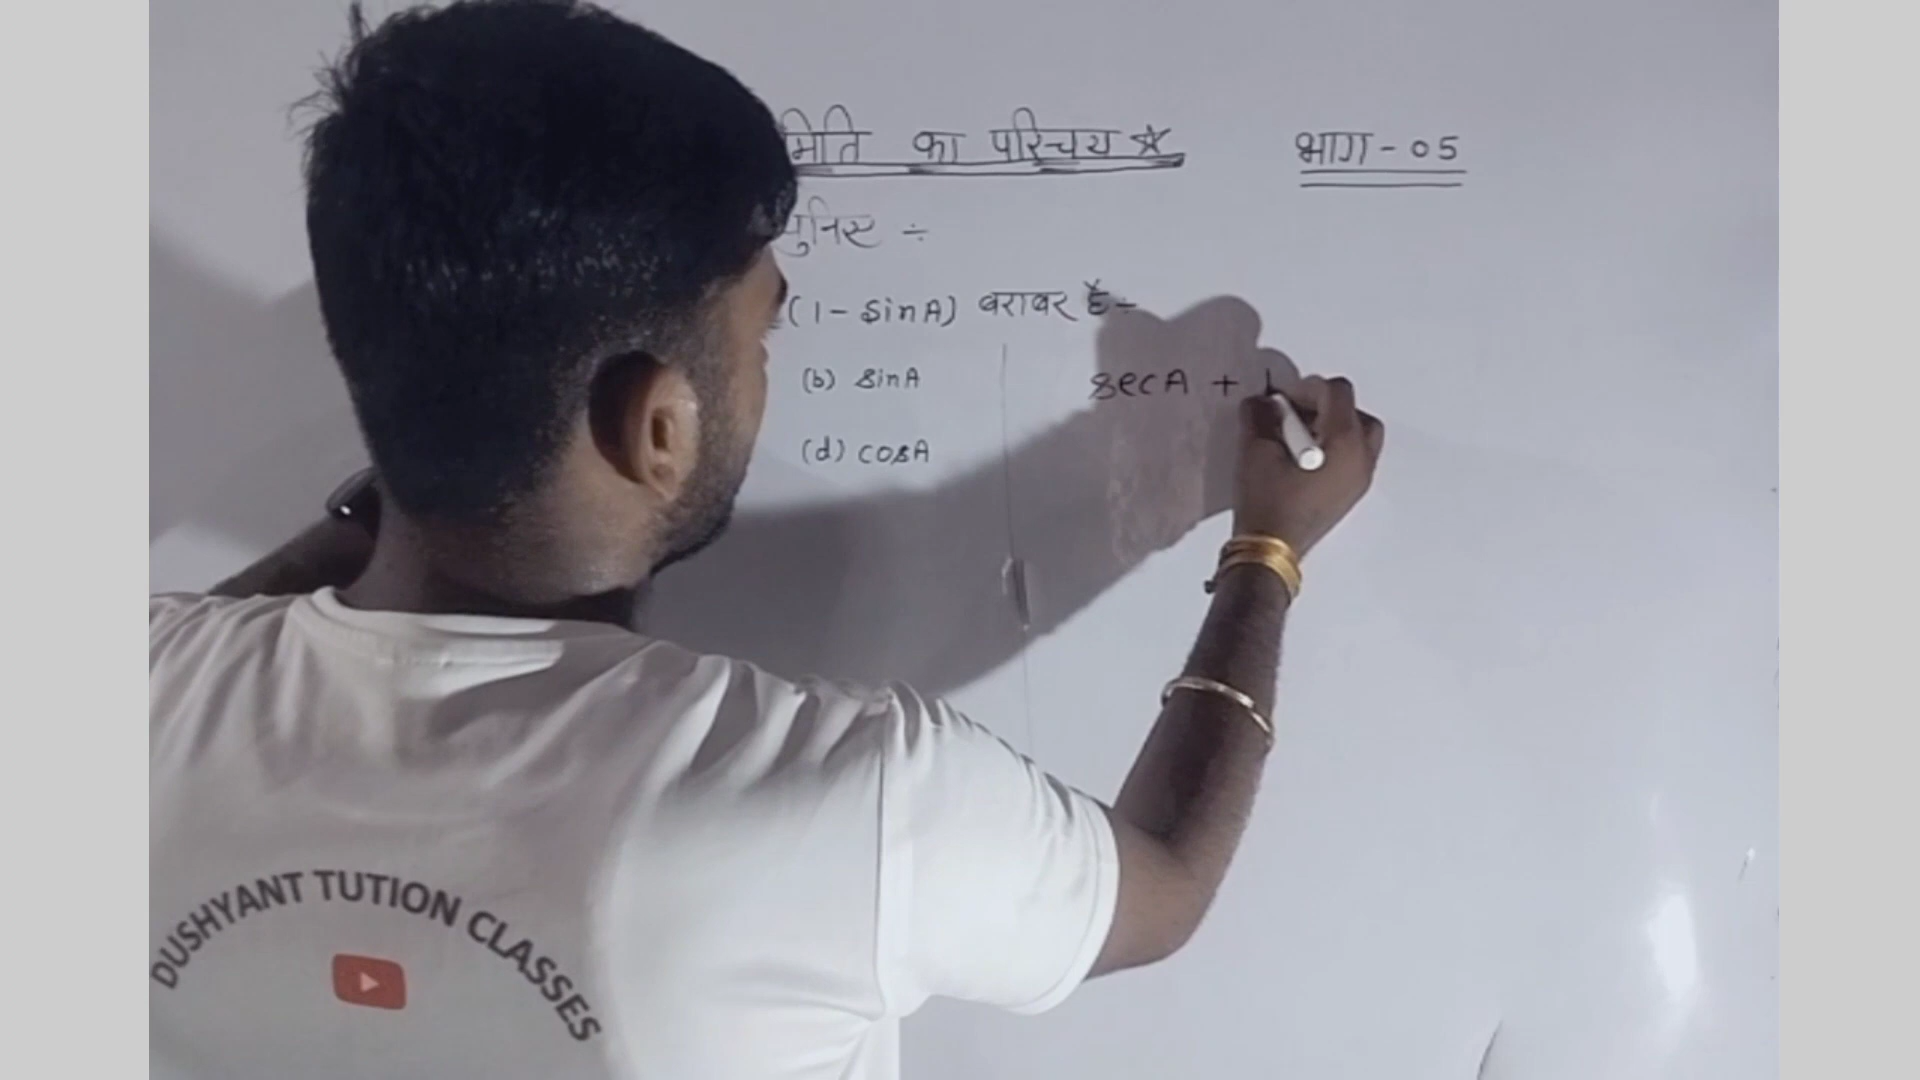 मिति का परिचय ☆ भाग - 05
चुनिए ÷
(1 - sinA) बराबर है -
(b) sinA
secA +
(d) cosA
DUSHYANT TUTION CLASSES